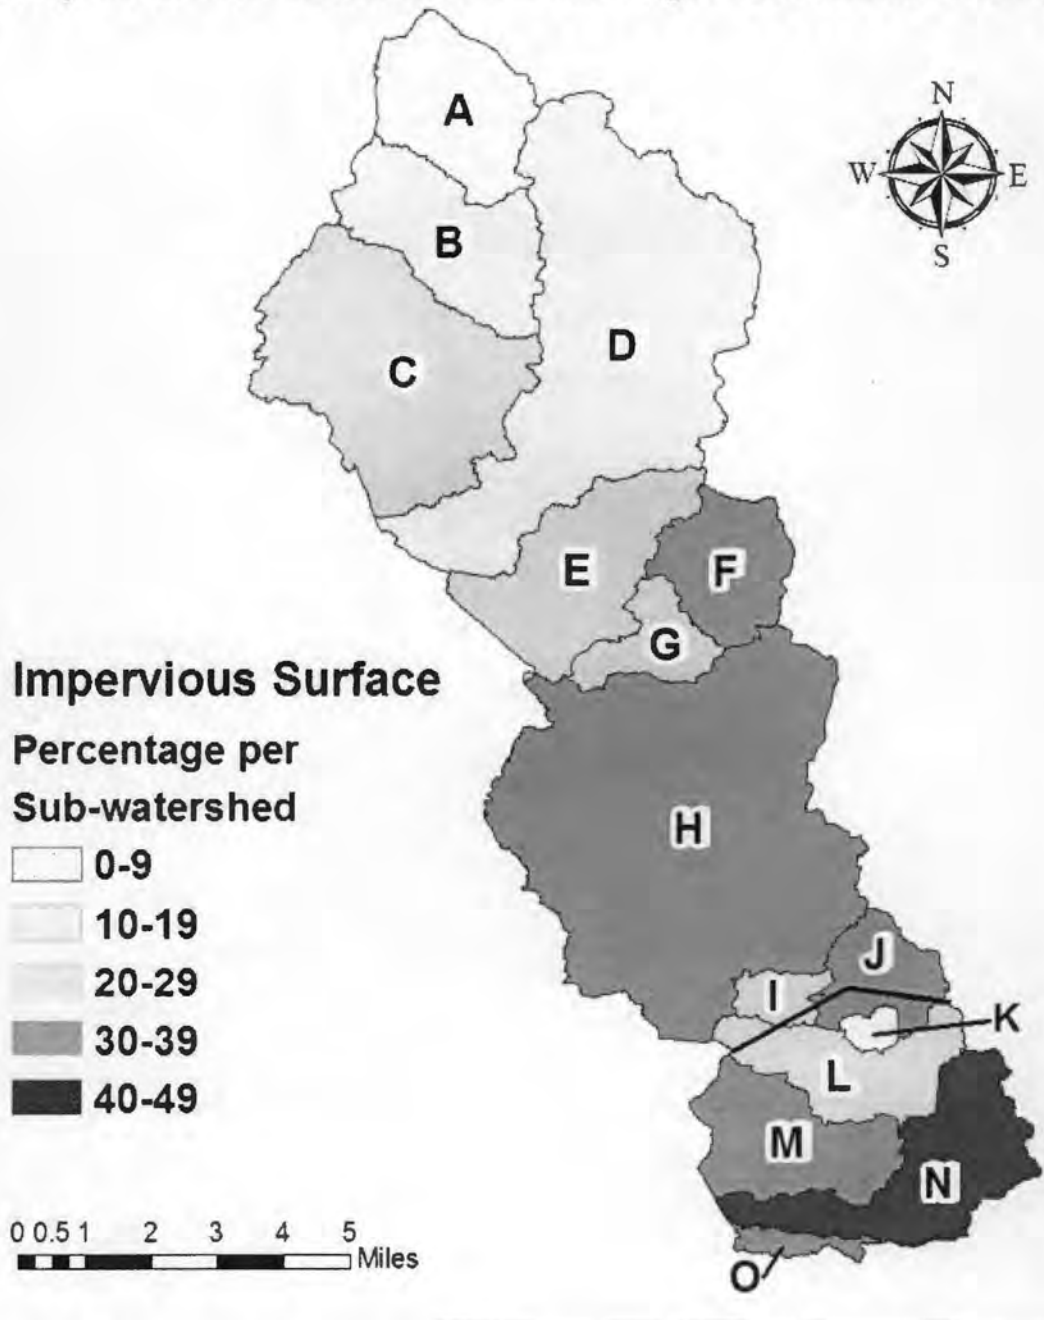 A
N
W
E
S
B
D
C
E
F
G
Impervious Surface
Percentage per
Sub-watershed
H
0-9
10-19
20-29
30-39
40-49
J
I
K
L
M
N
0 0.5 1 2 3 4 5
Miles
O